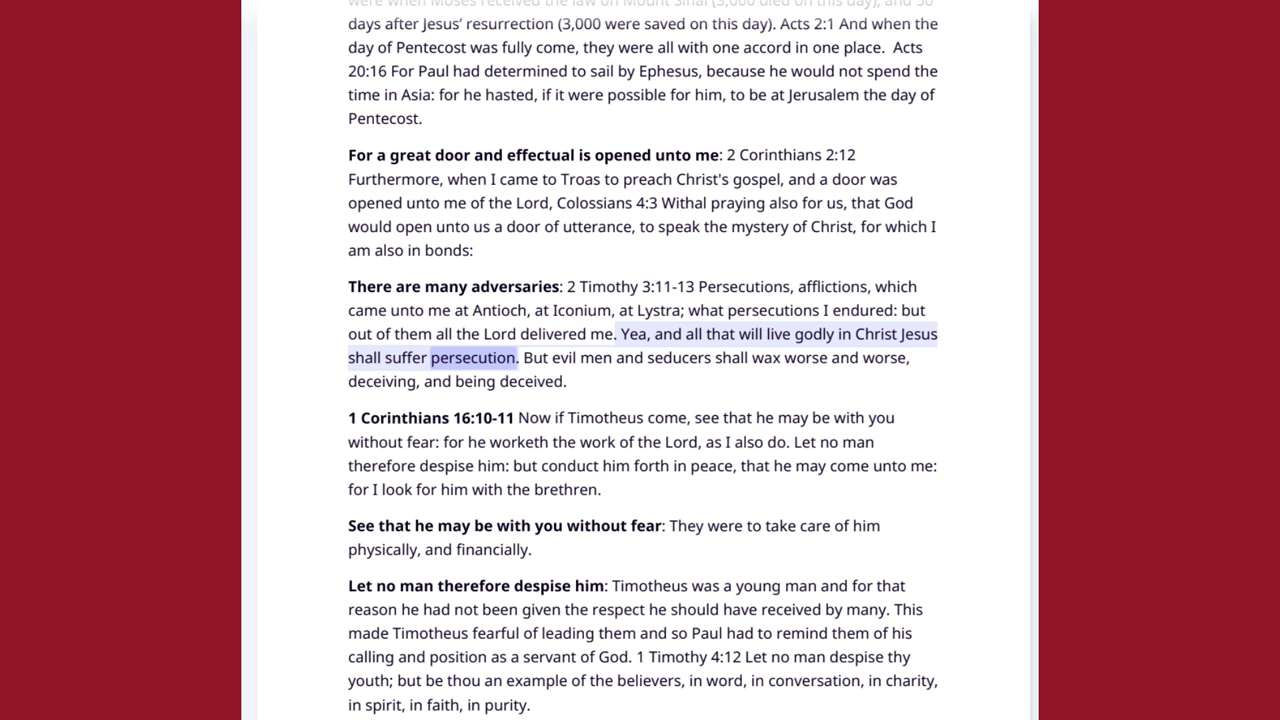 were when Moses received the law on Mount Sinai (3,000 died on this day), and 50
days after Jesus’ resurrection (3,000 were saved on this day). Acts 2:1 And when the
day of Pentecost was fully come, they were all with one accord in one place.  Acts
20:16 For Paul had determined to sail by Ephesus, because he would not spend the
time in Asia: for he hasted, if it were possible for him, to be at Jerusalem the day of
Pentecost.
For a great door and effectual is opened unto me: 2 Corinthians 2:12
Furthermore, when I came to Troas to preach Christ's gospel, and a door was
opened unto me of the Lord, Colossians 4:3 Withal praying also for us, that God
would open unto us a door of utterance, to speak the mystery of Christ, for which I
am also in bonds:
There are many adversaries: 2 Timothy 3:11-13 Persecutions, afflictions, which
came unto me at Antioch, at Iconium, at Lystra; what persecutions I endured: but
out of them all the Lord delivered me. Yea, and all that will live godly in Christ Jesus
shall suffer persecution. But evil men and seducers shall wax worse and worse,
deceiving, and being deceived.
1 Corinthians 16:10-11 Now if Timotheus come, see that he may be with you
without fear: for he worketh the work of the Lord, as I also do. Let no man
therefore despise him: but conduct him forth in peace, that he may come unto me:
for I look for him with the brethren.
See that he may be with you without fear: They were to take care of him
physically, and financially.
Let no man therefore despise him: Timotheus was a young man and for that
reason he had not been given the respect he should have received by many. This
made Timotheus fearful of leading them and so Paul had to remind them of his
calling and position as a servant of God. 1 Timothy 4:12 Let no man despise thy
youth; but be thou an example of the believers, in word, in conversation, in charity,
in spirit, in faith, in purity.